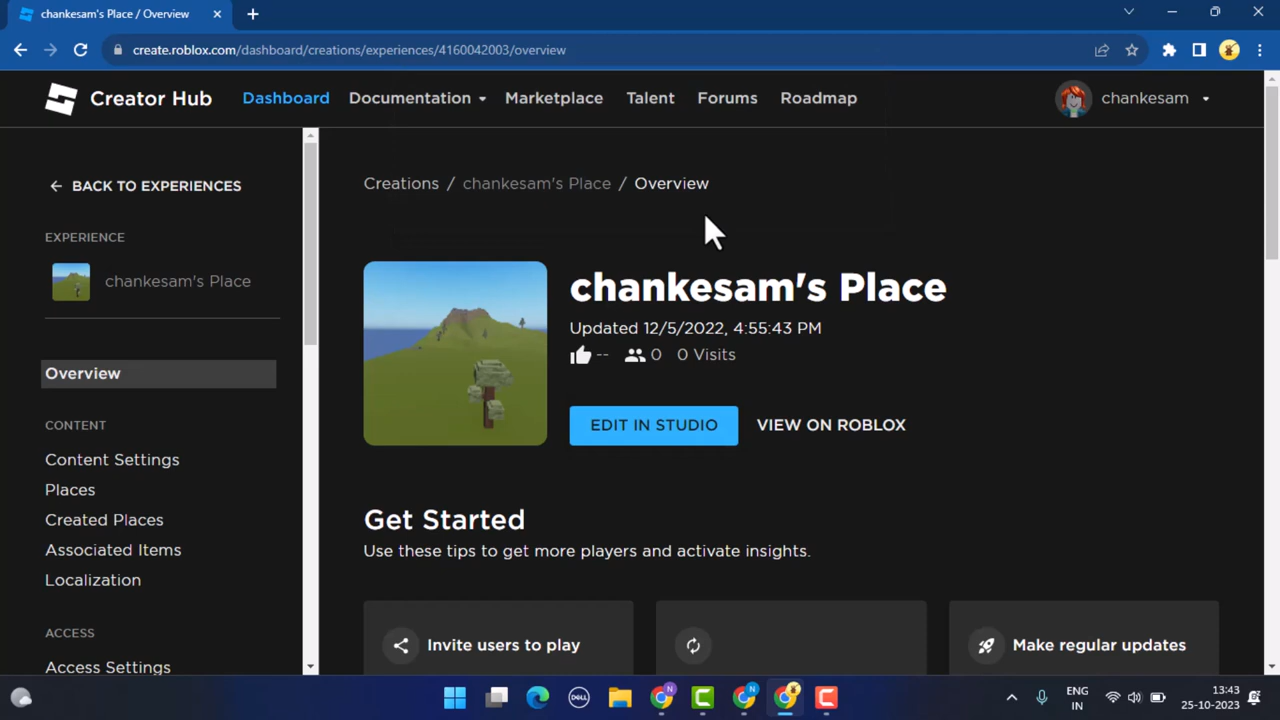 chankesam's Place / Overview
create.roblox.com/dashboard/creations/experiences/4160042003/overview
Creator Hub
Dashboard
Documentation
Marketplace
Talent
Forums
Roadmap
chankesam
BACK TO EXPERIENCES
EXPERIENCE
chankesam's Place
Overview
CONTENT
Content Settings
Places
Created Places
Associated Items
Localization
ACCESS
Access Settings
Creations / chankesam's Place / Overview
chankesam's Place
Updated 12/5/2022, 4:55:43 PM
-- 0 0 Visits
EDIT IN STUDIO
VIEW ON ROBLOX
Get Started
Use these tips to get more players and activate insights.
Invite users to play
Make regular updates
DELL
N
N
ENG
IN
13:43
25-10-2023